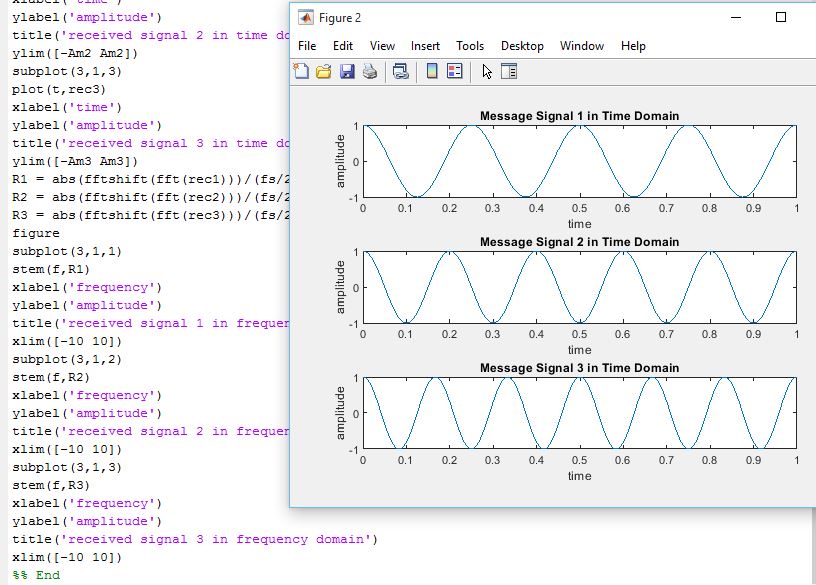 xlabel('time')
ylabel('amplitude')
title('received signal 2 in time do
ylim([-Am2 Am2])
subplot(3,1,3)
plot(t,rec3)
xlabel('time')
ylabel('amplitude')
title('received signal 3 in time do
ylim([-Am3 Am3])
R1 = abs(fftshift(fft(rec1)))/(fs/2
R2 = abs(fftshift(fft(rec2)))/(fs/2
R3 = abs(fftshift(fft(rec3)))/(fs/2
figure
subplot(3,1,1)
stem(f,R1)
xlabel('frequency')
ylabel('amplitude')
title('received signal 1 in frequen
xlim([-10 10])
subplot(3,1,2)
stem(f,R2)
xlabel('frequency')
ylabel('amplitude')
title('received signal 2 in frequen
xlim([-10 10])
subplot(3,1,3)
stem(f,R3)
xlabel('frequency')
ylabel('amplitude')
title('received signal 3 in frequency domain')
xlim([-10 10])
%% End
Figure 2
File Edit View Insert Tools Desktop Window Help
Message Signal 1 in Time Domain
amplitude
1
0
-1
0 0.1 0.2 0.3 0.4 0.5 0.6 0.7 0.8 0.9 1
time
Message Signal 2 in Time Domain
amplitude
1
0
-1
0 0.1 0.2 0.3 0.4 0.5 0.6 0.7 0.8 0.9 1
time
Message Signal 3 in Time Domain
amplitude
1
0
-1
0 0.1 0.2 0.3 0.4 0.5 0.6 0.7 0.8 0.9 1
time